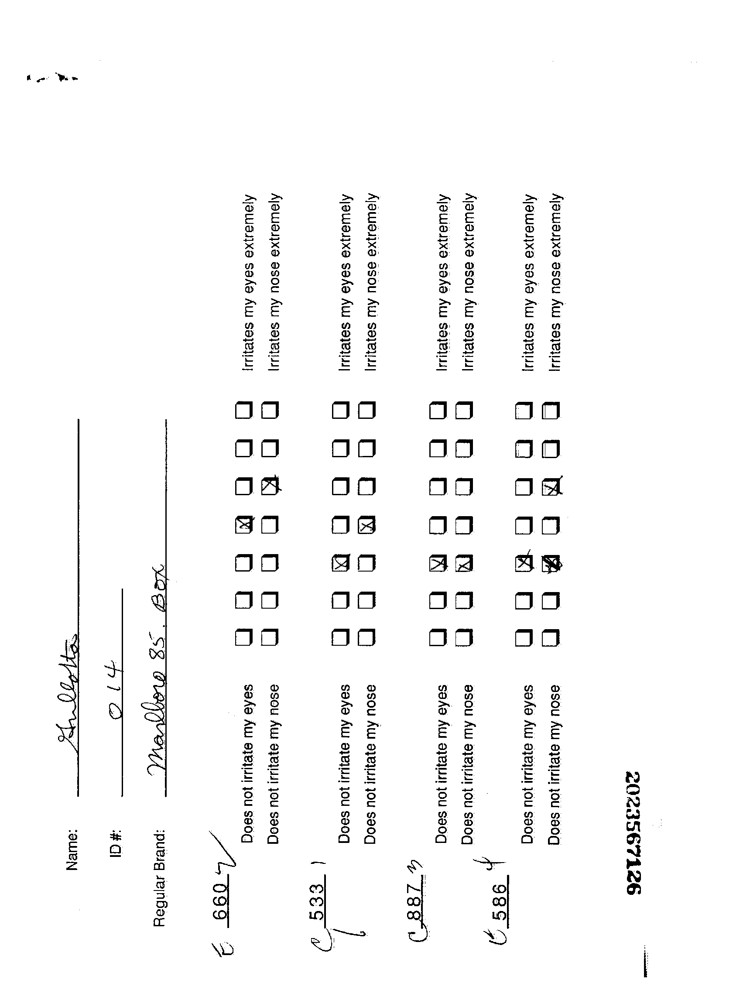 Name: Gullotta
ID #: 014
Regular Brand: Marlboro 85. Box
E 660 2
Does not irritate my eyes Irritates my eyes extremely
Does not irritate my nose Irritates my nose extremely
C 533 1
Does not irritate my eyes Irritates my eyes extremely
Does not irritate my nose Irritates my nose extremely
C 887 3
Does not irritate my eyes Irritates my eyes extremely
Does not irritate my nose Irritates my nose extremely
586 4
Does not irritate my eyes Irritates my eyes extremely
Does not irritate my nose Irritates my nose extremely
2023567126